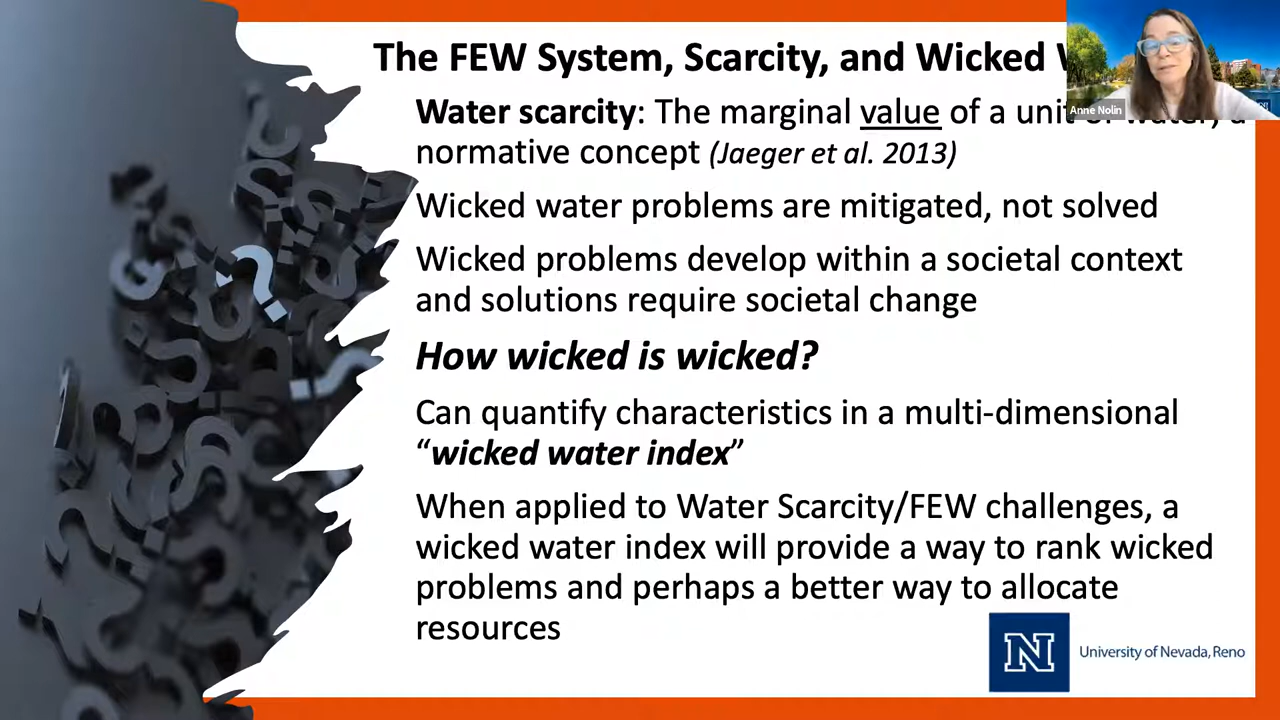 The FEW System, Scarcity, and Wicked
Anne Nolin
Water scarcity: The marginal value of a unit of water, a
normative concept (Jaeger et al. 2013)
Wicked water problems are mitigated, not solved
Wicked problems develop within a societal context
and solutions require societal change
How wicked is wicked?
Can quantify characteristics in a multi-dimensional
“wicked water index”
When applied to Water Scarcity/FEW challenges, a
wicked water index will provide a way to rank wicked
problems and perhaps a better way to allocate
resources
N
University of Nevada, Reno